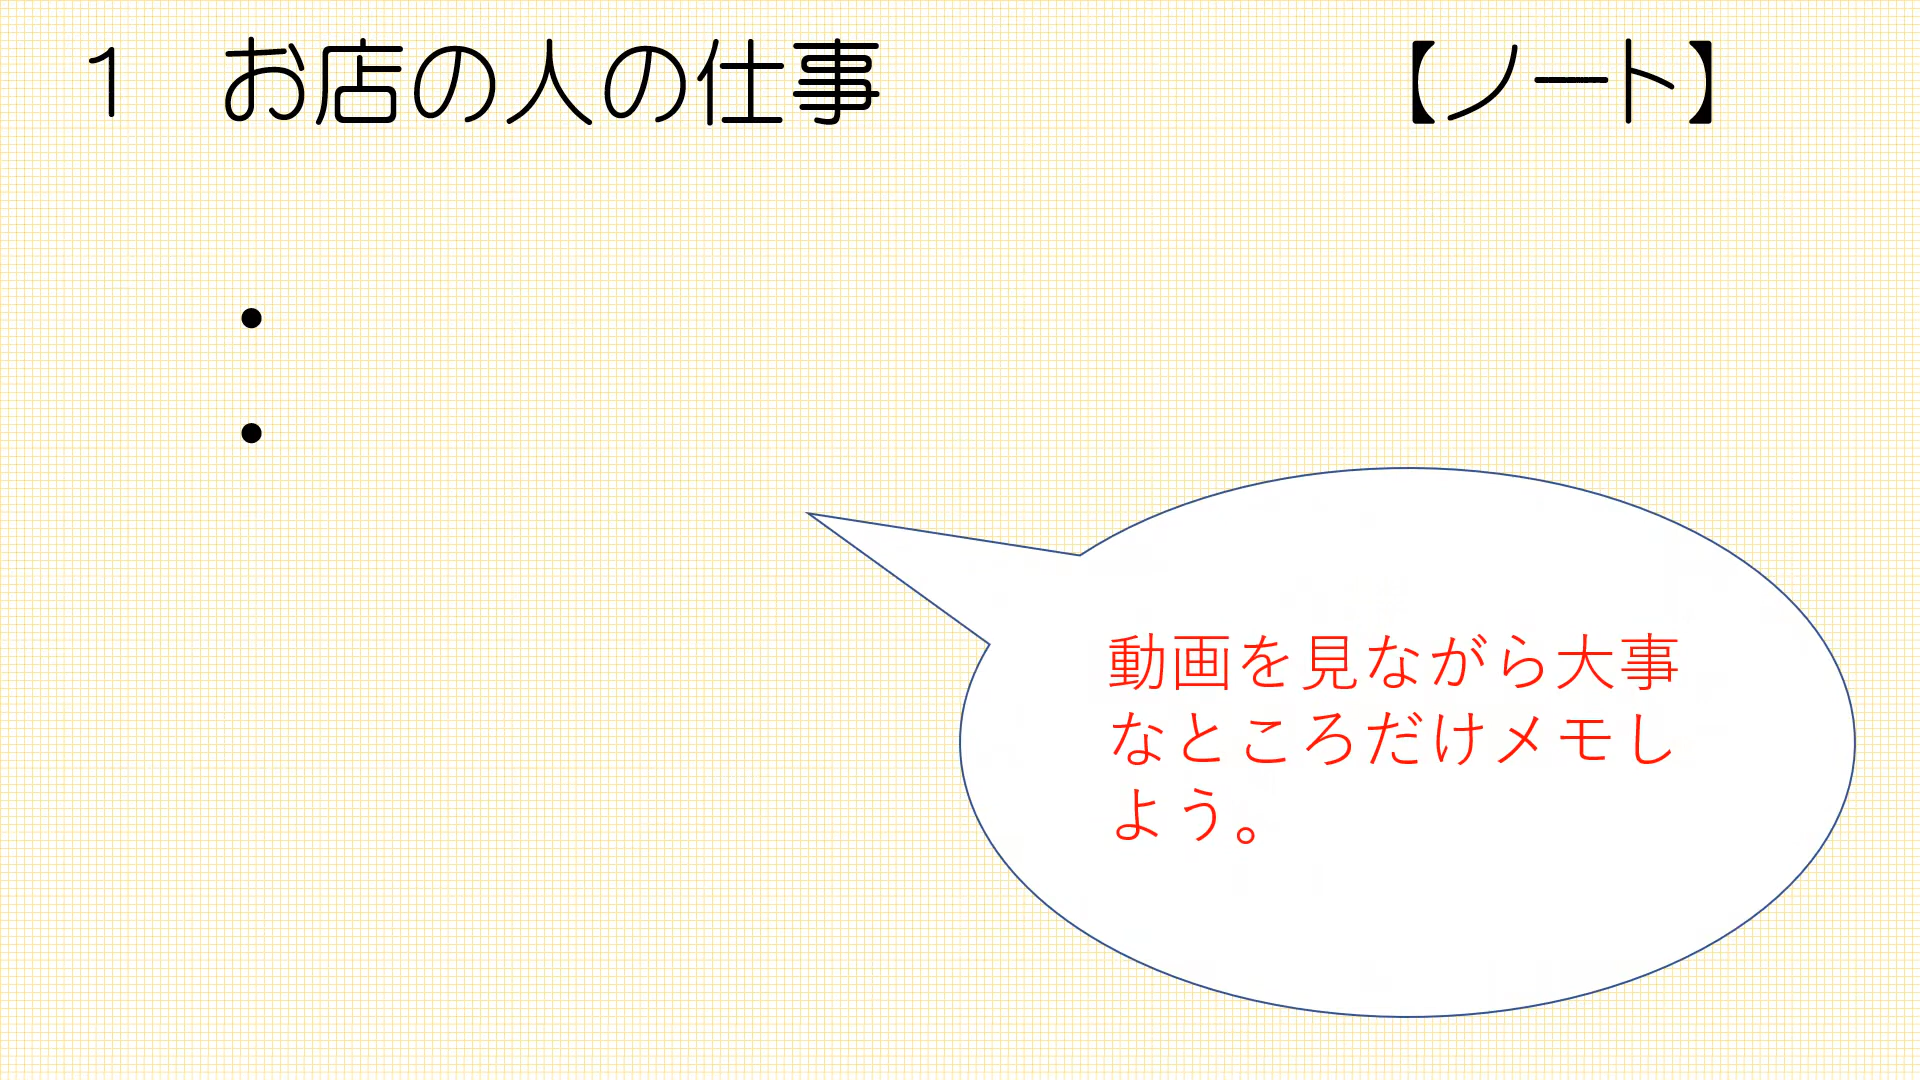 １　お店の人の仕事　【ノート】
•
•
動画を見ながら大事
なところだけメモし
よう。